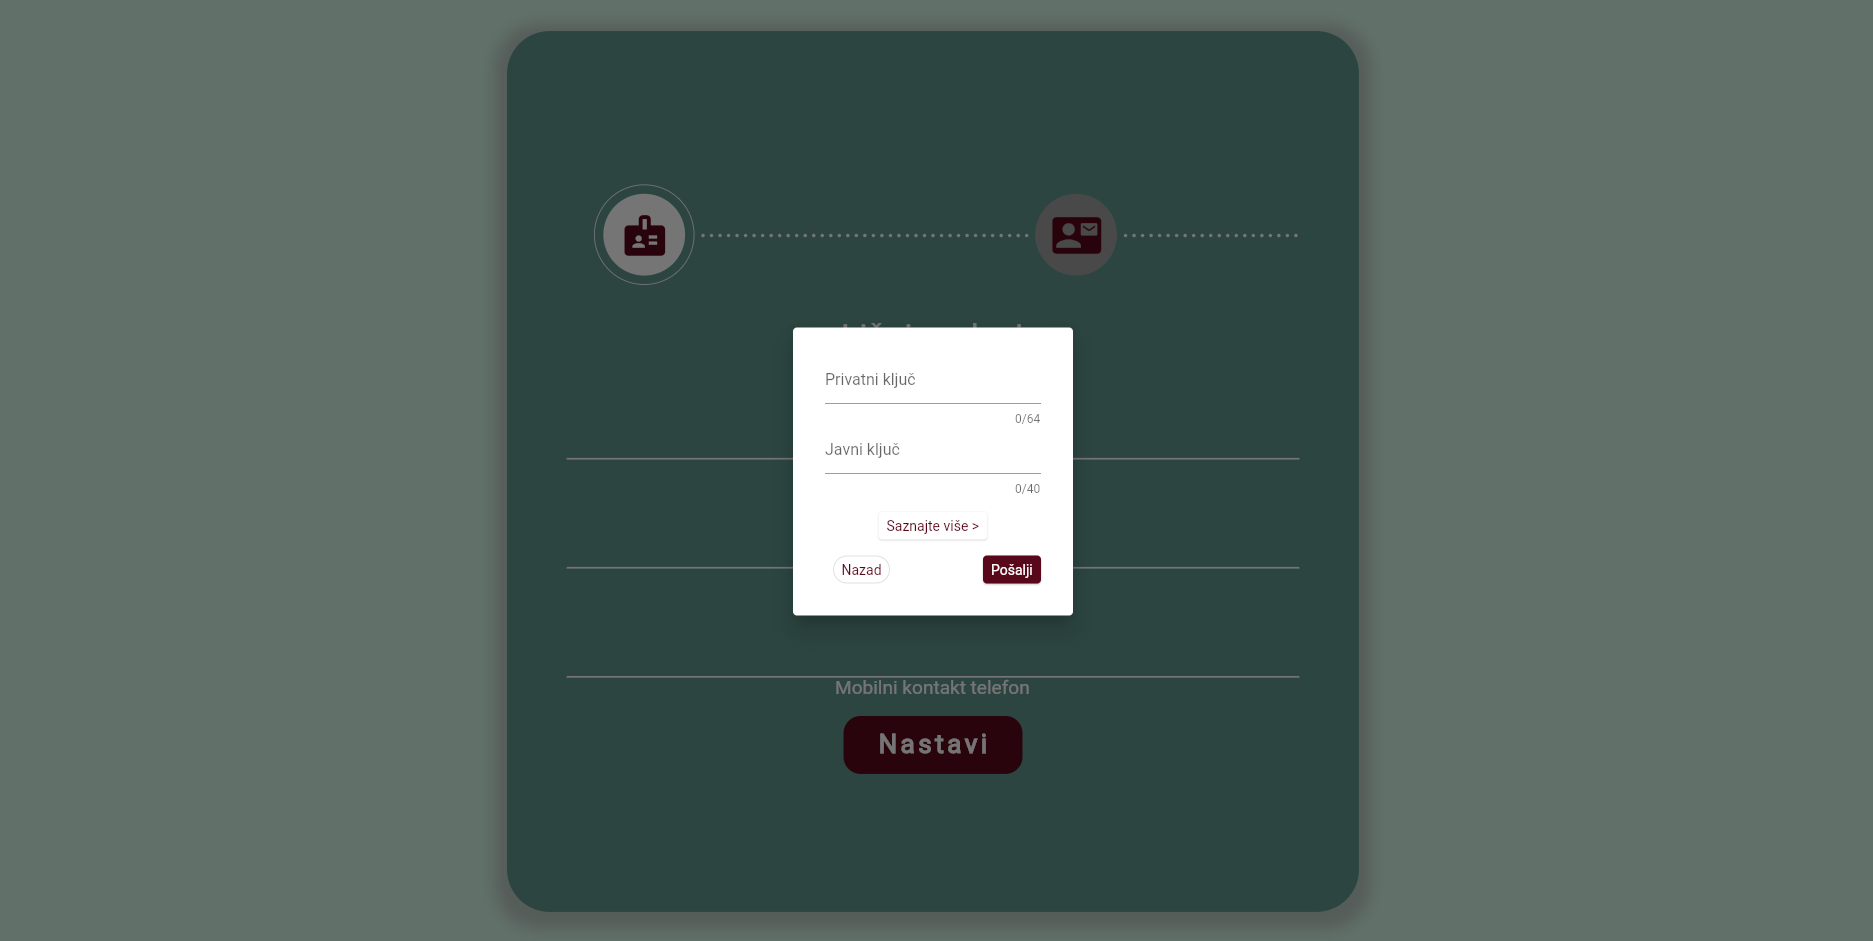 Privatni ključ
0/64
Javni ključ
0/40
Saznajte više >
Nazad
Pošalji
Mobilni kontakt telefon
Nastavi